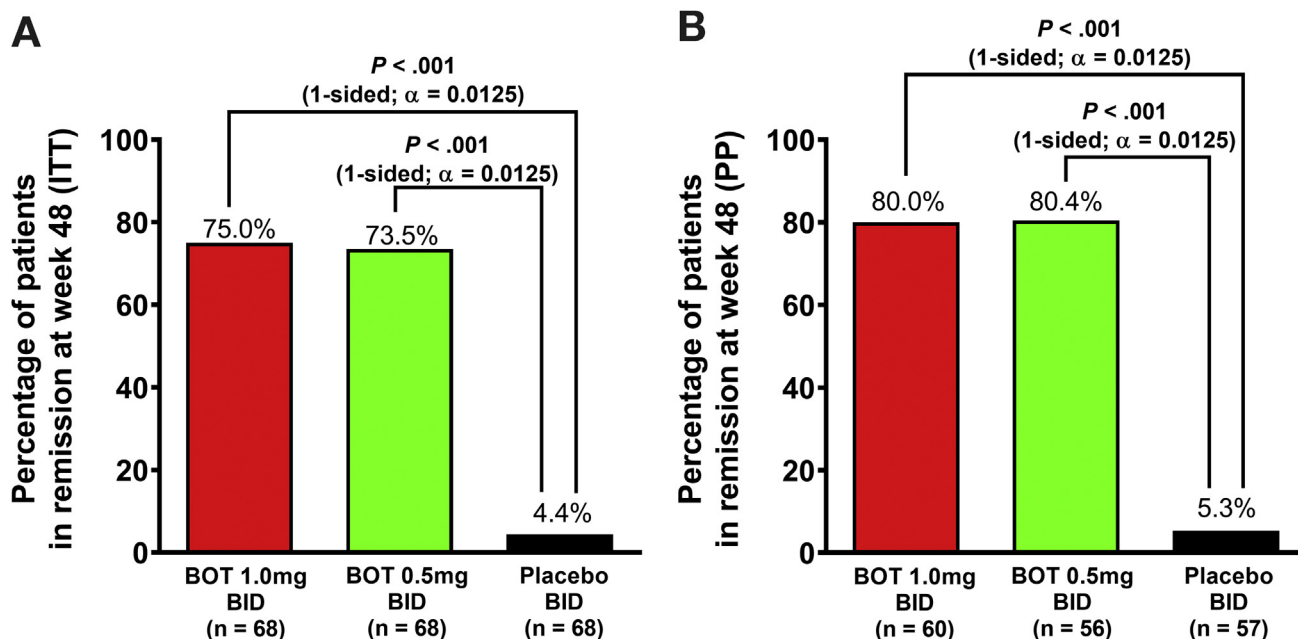 A
P < .001
(1-sided; α = 0.0125)
P < .001
(1-sided; α = 0.0125)
Percentage of patients
in remission at week 48 (ITT)
100
80
60
40
20
0
75.0%
73.5%
4.4%
BOT 1.0mg
BID
(n = 68)
BOT 0.5mg
BID
(n = 68)
Placebo
BID
(n = 68)
B
P < .001
(1-sided; α = 0.0125)
P < .001
(1-sided; α = 0.0125)
Percentage of patients
in remission at week 48 (PP)
100
80
60
40
20
0
80.0%
80.4%
5.3%
BOT 1.0mg
BID
(n = 60)
BOT 0.5mg
BID
(n = 56)
Placebo
BID
(n = 57)